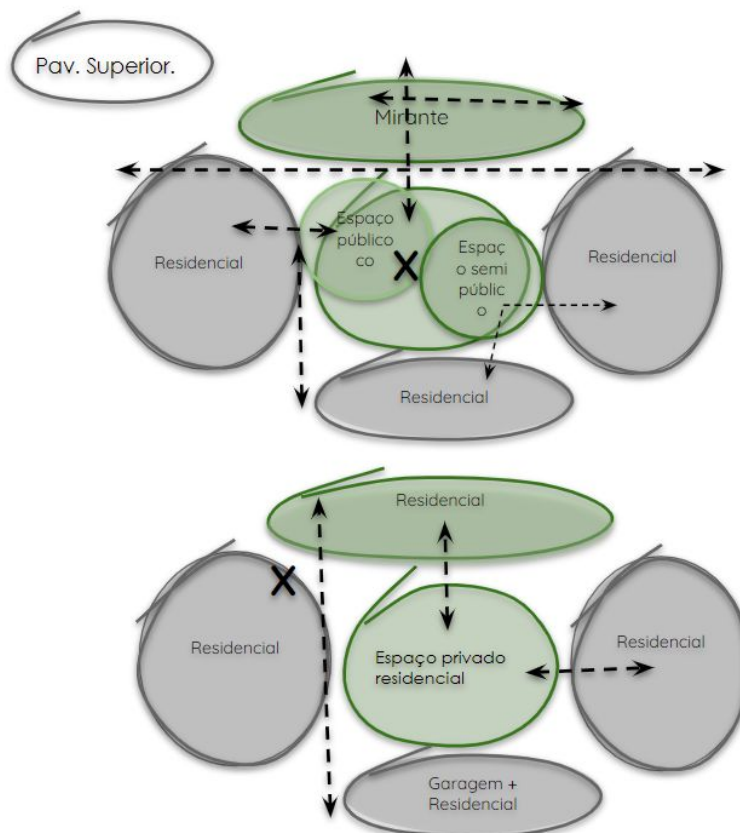 Pav. Superior.
Mirante
Residencial
Espaço
público
co
Espaç
o semi
públic
o
Residencial
Residencial
Residencial
Residencial
Espaço privado
residencial
Residencial
Garagem +
Residencial